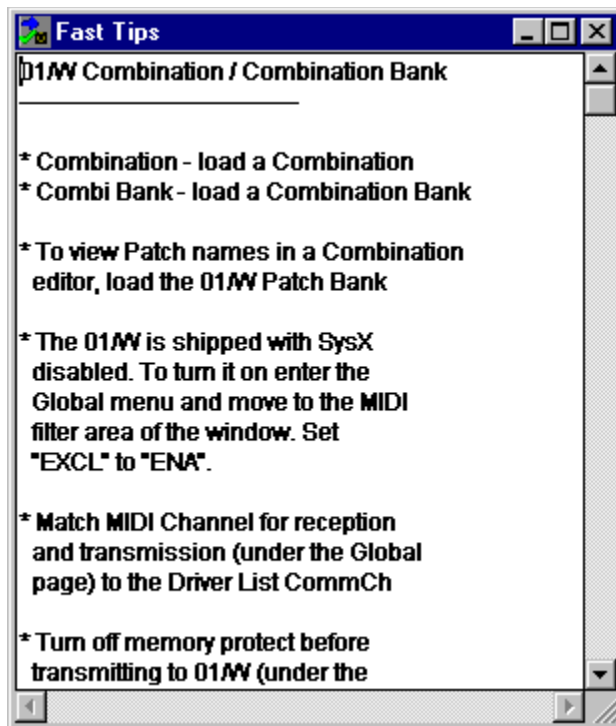 Fast Tips
01/W Combination / Combination Bank
* Combination - load a Combination
* Combi Bank - load a Combination Bank
* To view Patch names in a Combination
editor, load the 01/W Patch Bank
* The 01/W is shipped with SysX
disabled. To turn it on enter the
Global menu and move to the MIDI
filter area of the window. Set
"EXCL" to "ENA".
* Match MIDI Channel for reception
and transmission (under the Global
page) to the Driver List CommCh
* Turn off memory protect before
transmitting to 01/W (under the